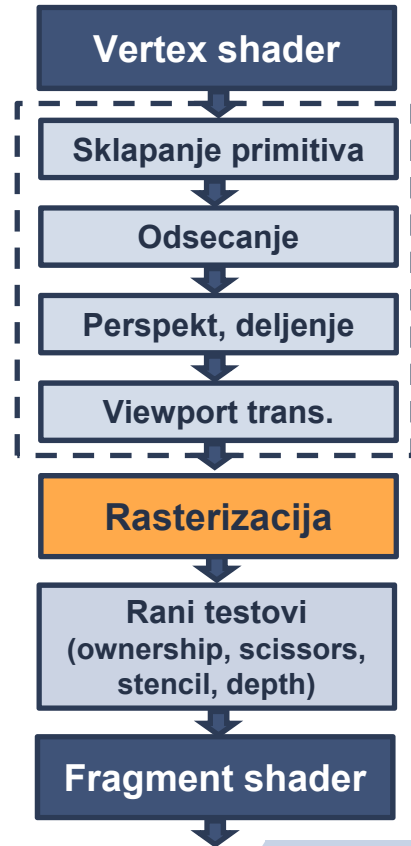 Vertex shader
Sklapanje primitiva
Odsecanje
Perspekt, deljenje
Viewport trans.
Rasterizacija
Rani testovi
(ownership, scissors,
stencil, depth)
Fragment shader